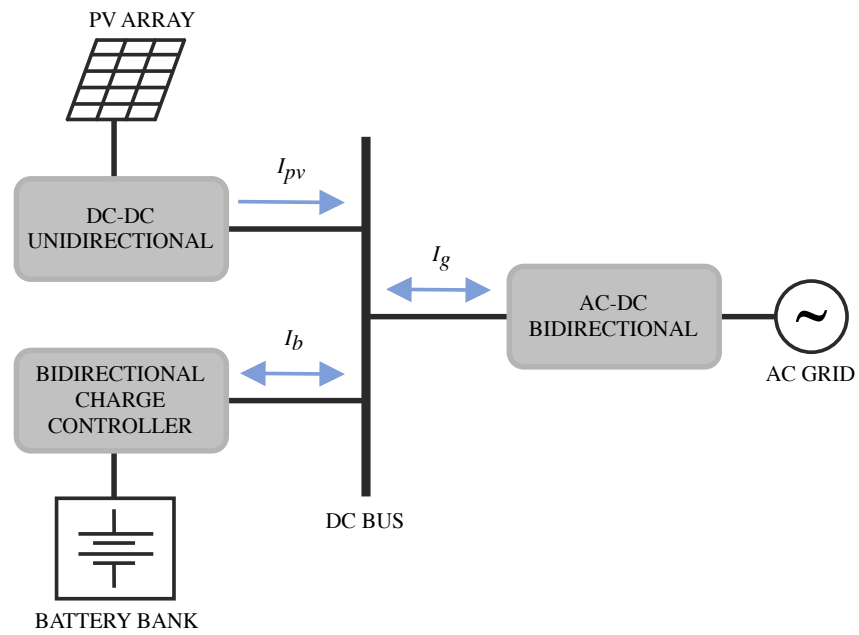 PV ARRAY
I_pv
DC-DC
UNIDIRECTIONAL
I_g
AC-DC
BIDIRECTIONAL
~
AC GRID
I_b
BIDIRECTIONAL
CHARGE
CONTROLLER
DC BUS
BATTERY BANK